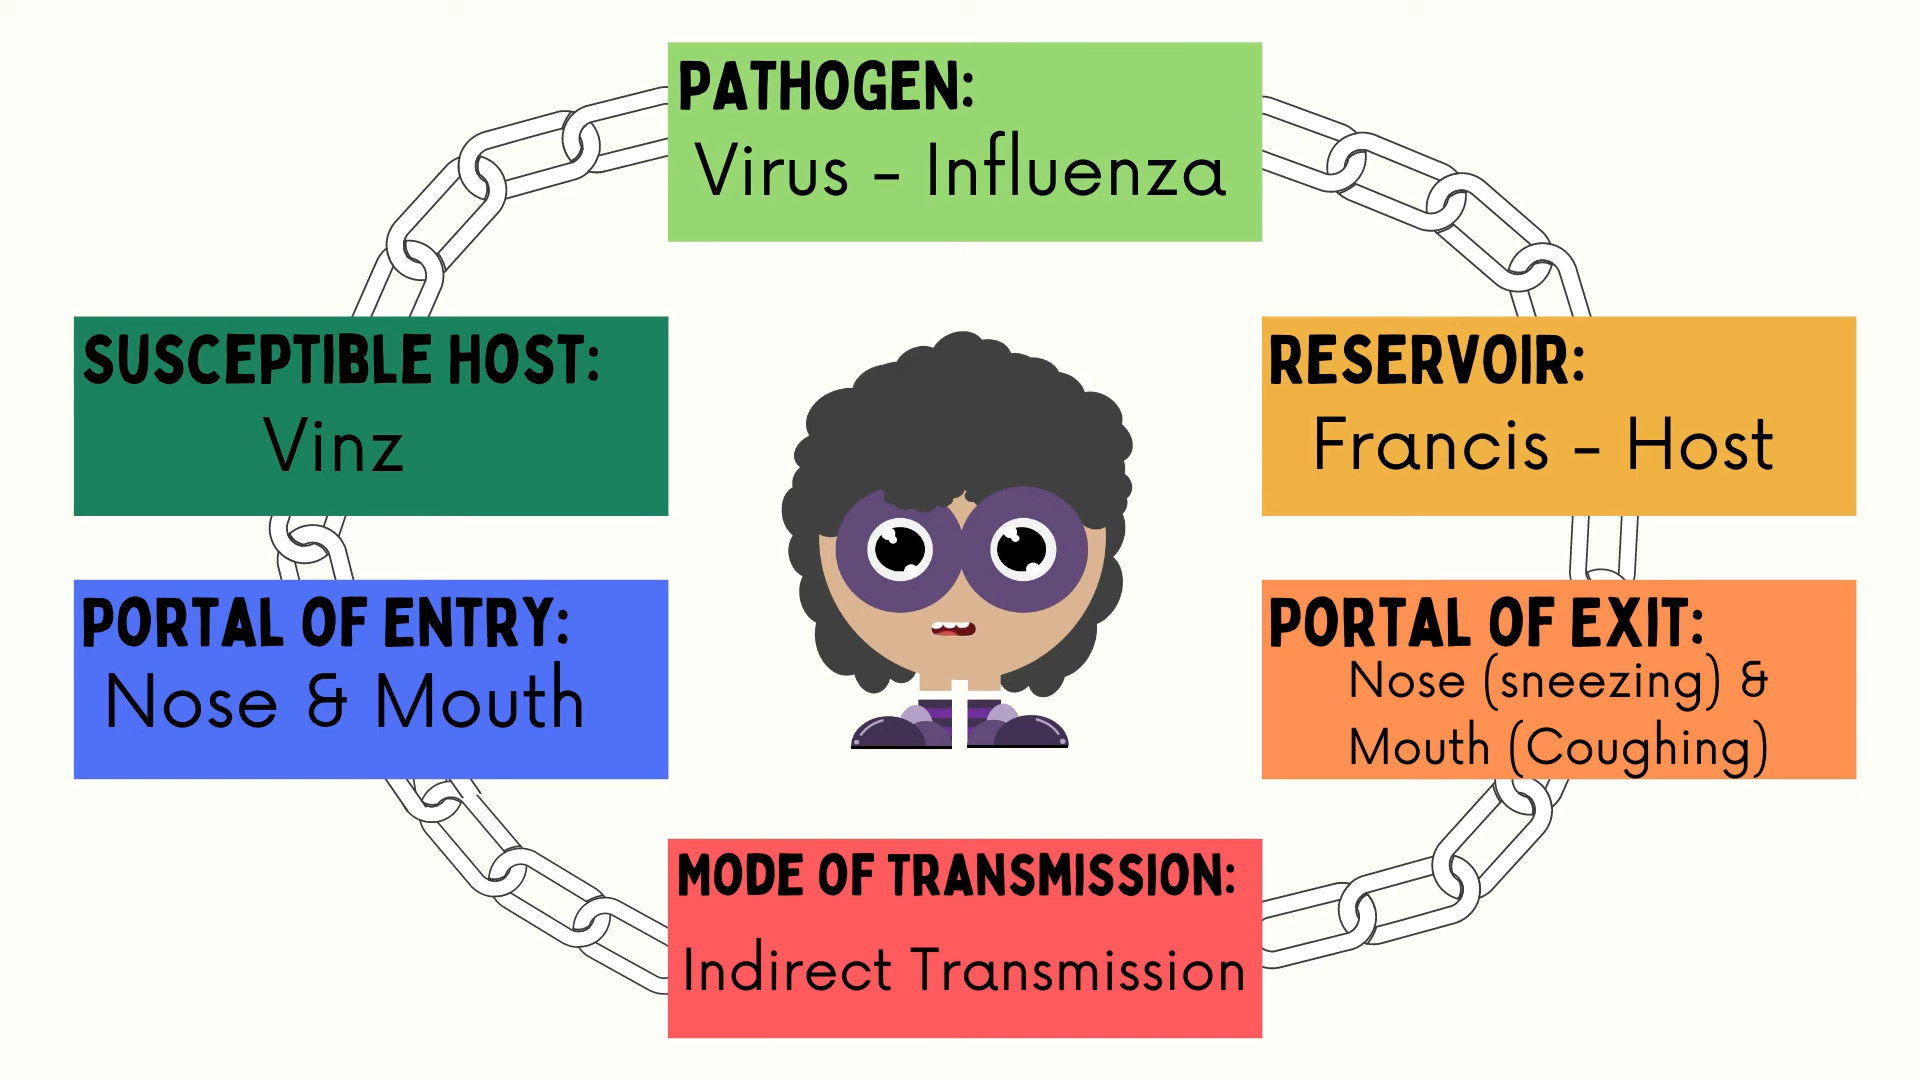 PATHOGEN:
Virus - Influenza
SUSCEPTIBLE HOST:
Vinz
RESERVOIR:
Francis - Host
PORTAL OF ENTRY:
Nose & Mouth
PORTAL OF EXIT:
Nose (sneezing) &
Mouth (Coughing)
MODE OF TRANSMISSION:
Indirect Transmission